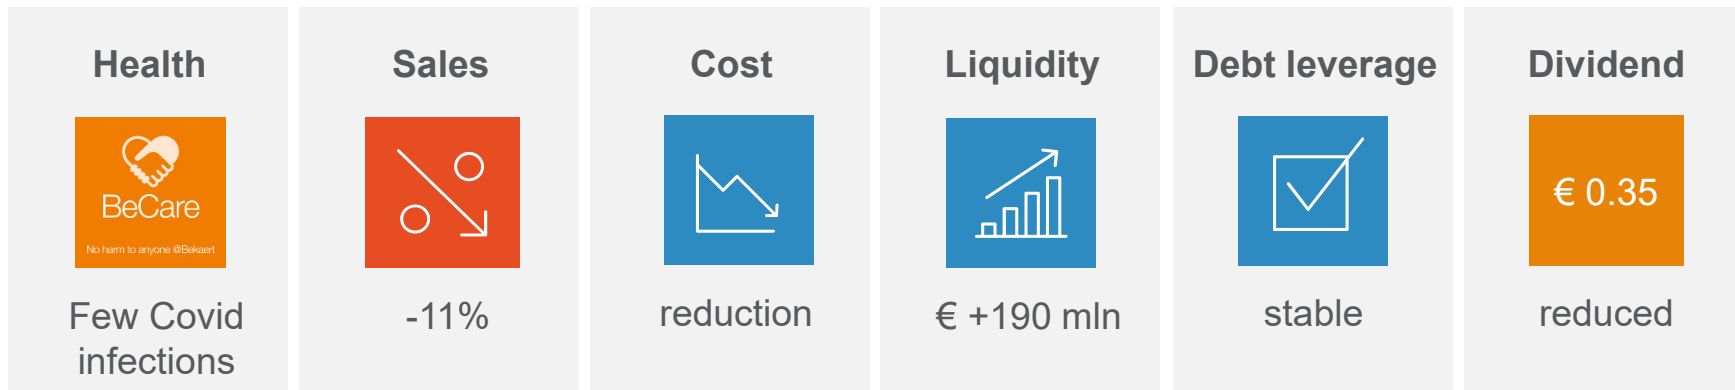 Health
BeCare
No harm to anyone @Bekaert
Few Covid
infections
Sales
-11%
Cost
reduction
Liquidity
€ +190 mln
Debt leverage
stable
Dividend
€ 0.35
reduced